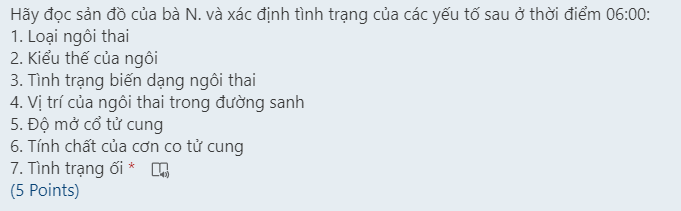 Hãy đọc sản đồ của bà N. và xác định tình trạng của các yếu tố sau ở thời điểm 06:00:
1. Loại ngôi thai
2. Kiểu thế của ngôi
3. Tình trạng biến dạng ngôi thai
4. Vị trí của ngôi thai trong đường sanh
5. Độ mở cổ tử cung
6. Tính chất của cơn co tử cung
7. Tình trạng ối *
(5 Points)